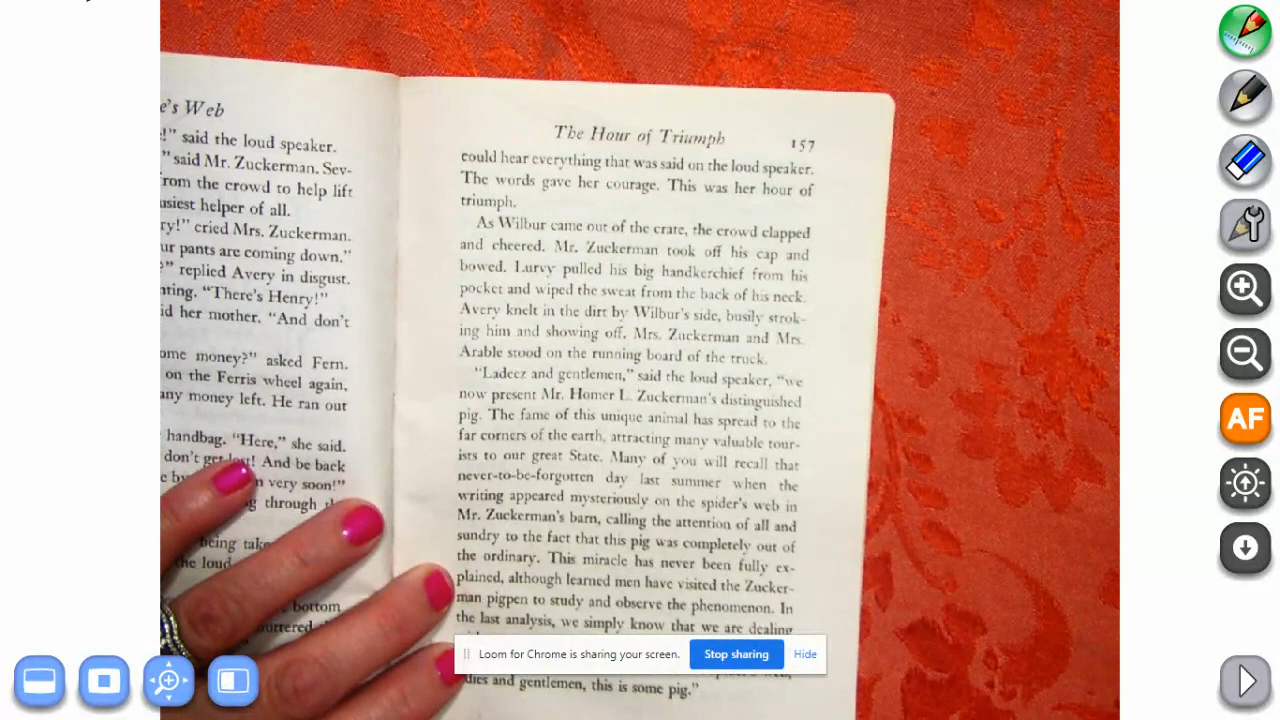 e's Web
!" said the loud speaker.
" said Mr. Zuckerman. Sev-
rom the crowd to help lift
usiest helper of all.
ry!" cried Mrs. Zuckerman.
ur pants are coming down."
?" replied Avery in disgust.
nting. "There's Henry!"
id her mother. "And don't
ome money?" asked Fern.
on the Ferris wheel again,
any money left. He ran out
handbag. "Here," she said.
don't get lost! And be back
very soon!"
through
being
the loud
bottom
The Hour of Triumph 157
could hear everything that was said on the loud speaker.
The words gave her courage. This was her hour of
triumph.
As Wilbur came out of the crate, the crowd clapped
and cheered. Mr. Zuckerman took off his cap and
bowed. Lurvy pulled his big handkerchief from his
pocket and wiped the sweat from the back of his neck.
Avery knelt in the dirt by Wilbur's side, busily strok-
ing him and showing off. Mrs. Zuckerman and Mrs.
Arable stood on the running board of the truck.
"Ladeez and gentlemen," said the loud speaker, "we
now present Mr. Homer L. Zuckerman's distinguished
pig. The fame of this unique animal has spread to the
far corners of the earth, attracting many valuable tour-
ists to our great State. Many of you will recall that
never-to-be-forgotten day last summer when the
writing appeared mysteriously on the spider's web in
Mr. Zuckerman's barn, calling the attention of all and
sundry to the fact that this pig was completely out of
the ordinary. This miracle has never been fully ex-
plained, although learned men have visited the Zucker-
man pigpen to study and observe the phenomenon. In
the last analysis, we simply know that we are dealing
dies and gentlemen, this is some pig."
Loom for Chrome is sharing your screen. Stop sharing Hide
AF